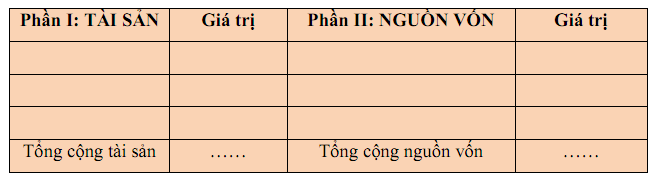 Phần I: TÀI SẢN Giá trị Phần II: NGUỒN VỐN Giá trị
Tổng cộng tài sản …… Tổng cộng nguồn vốn ……